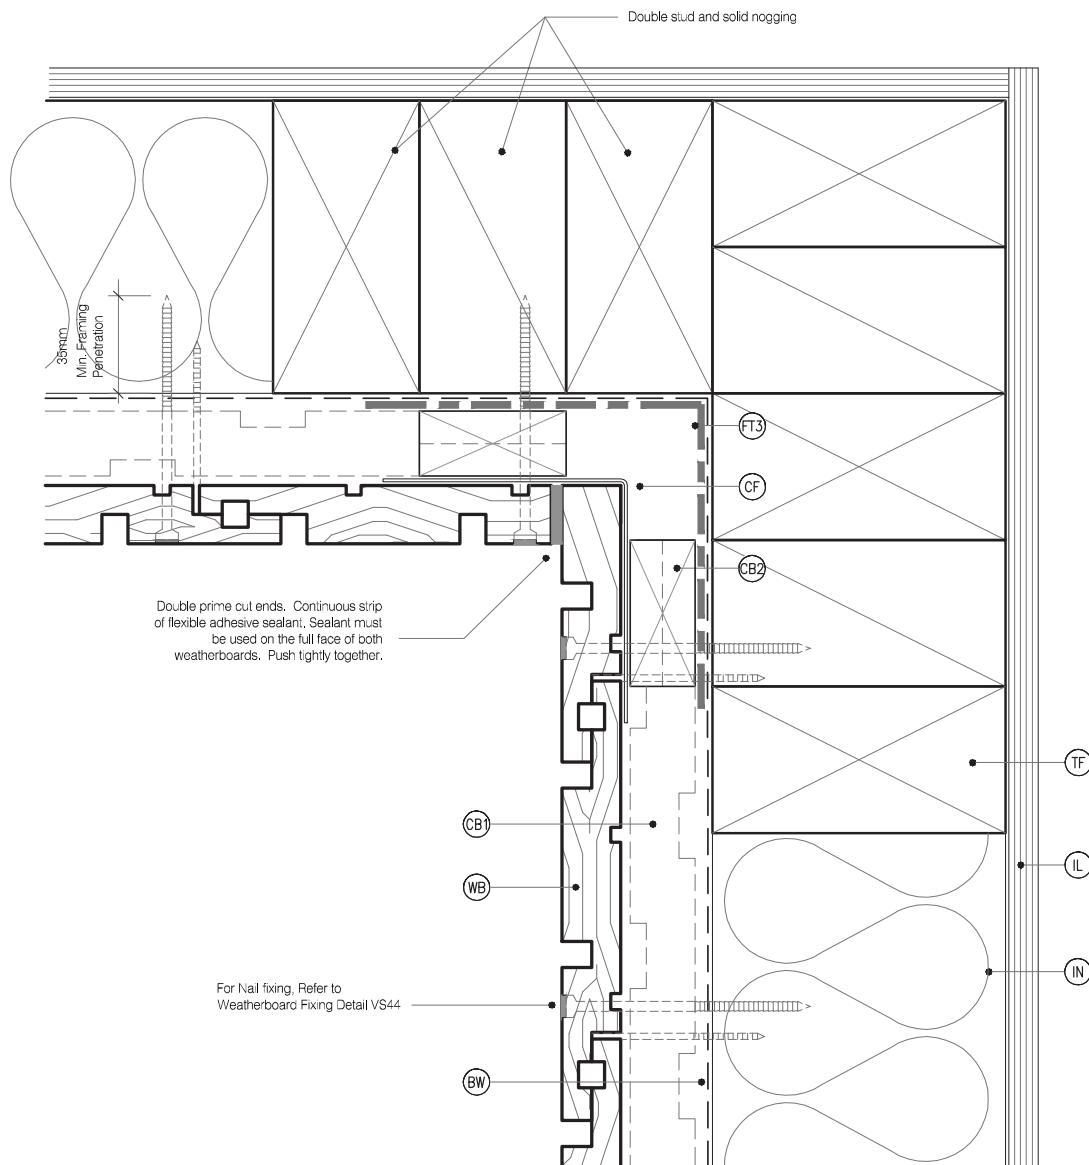 Double stud and solid nogging
35mm
Min. Framing
Penetration
FT3
CF
CB2
Double prime cut ends. Continuous strip
of flexible adhesive sealant. Sealant must
be used on the full face of both
weatherboards. Push tightly together.
TF
CB1
IL
WB
IN
For Nail fixing, Refer to
Weatherboard Fixing Detail VS44
BW